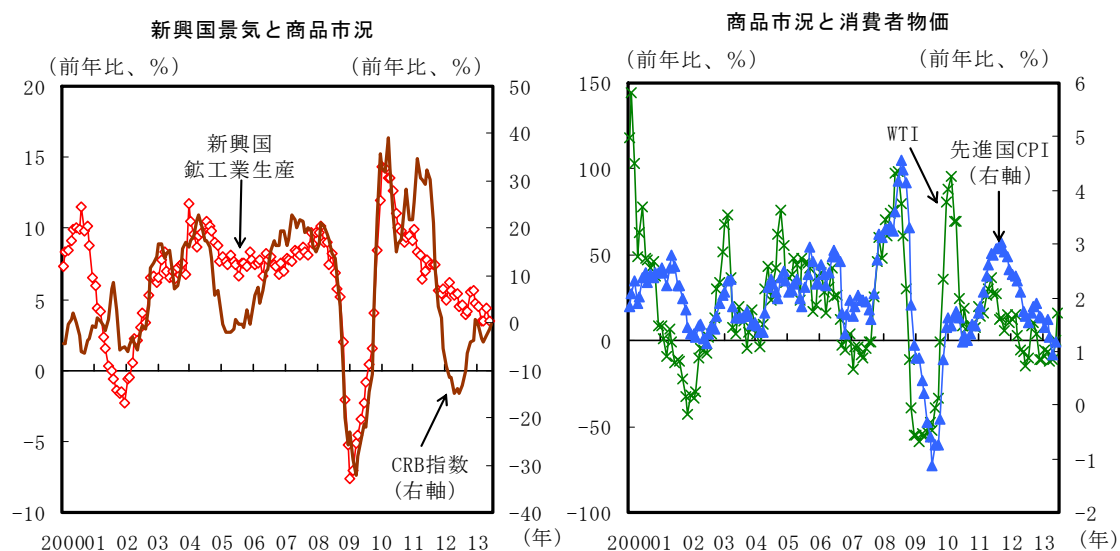 新興国景気と商品市況
(前年比、%)
(前年比、%)
20
15
10
5
0
-5
-10
50
40
30
20
10
0
-10
-20
-30
-40
新興国
鉱工業生産
CRB指数
(右軸)
200001 02 03 04 05 06 07 08 09 10 11 12 13
(年)
商品市況と消費者物価
(前年比、%)
(前年比、%)
150
100
50
0
-50
-100
6
5
4
3
2
1
0
-1
-2
WTI
先進国CPI
(右軸)
200001 02 03 04 05 06 07 08 09 10 11 12 13
(年)